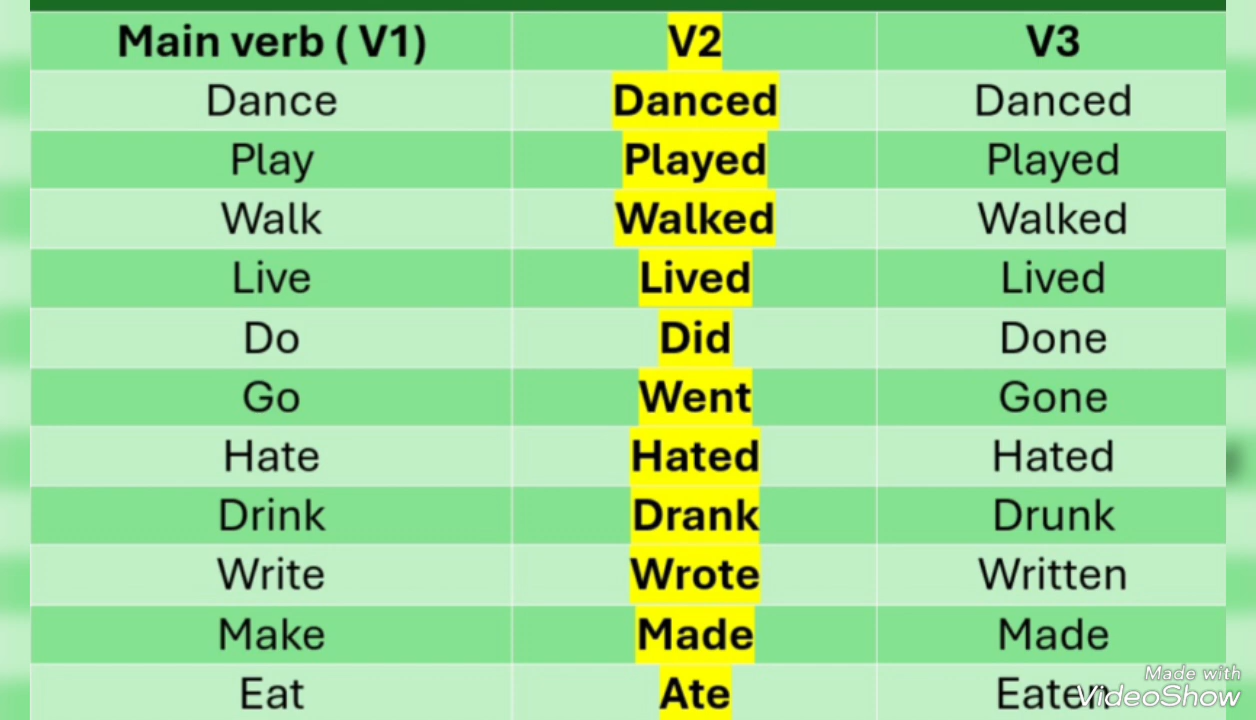 Main verb ( V1) V2 V3
Dance Danced Danced
Play Played Played
Walk Walked Walked
Live Lived Lived
Do Did Done
Go Went Gone
Hate Hated Hated
Drink Drank Drunk
Write Wrote Written
Make Made Made
Eat Ate Eaten
Made with
VideoShow